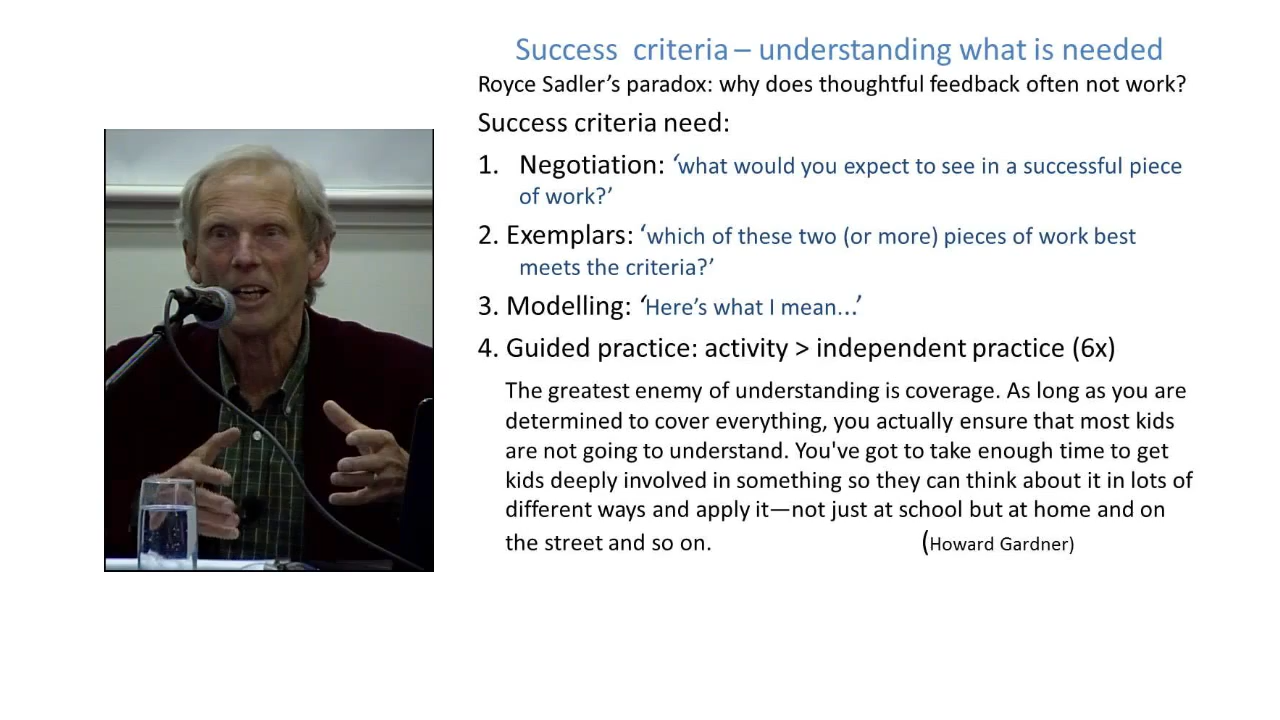 Success criteria – understanding what is needed
Royce Sadler’s paradox: why does thoughtful feedback often not work?
Success criteria need:
1. Negotiation: ‘what would you expect to see in a successful piece
of work?’
2. Exemplars: ‘which of these two (or more) pieces of work best
meets the criteria?’
3. Modelling: ‘Here’s what I mean...’
4. Guided practice: activity > independent practice (6x)
The greatest enemy of understanding is coverage. As long as you are
determined to cover everything, you actually ensure that most kids
are not going to understand. You've got to take enough time to get
kids deeply involved in something so they can think about it in lots of
different ways and apply it—not just at school but at home and on
the street and so on. (Howard Gardner)